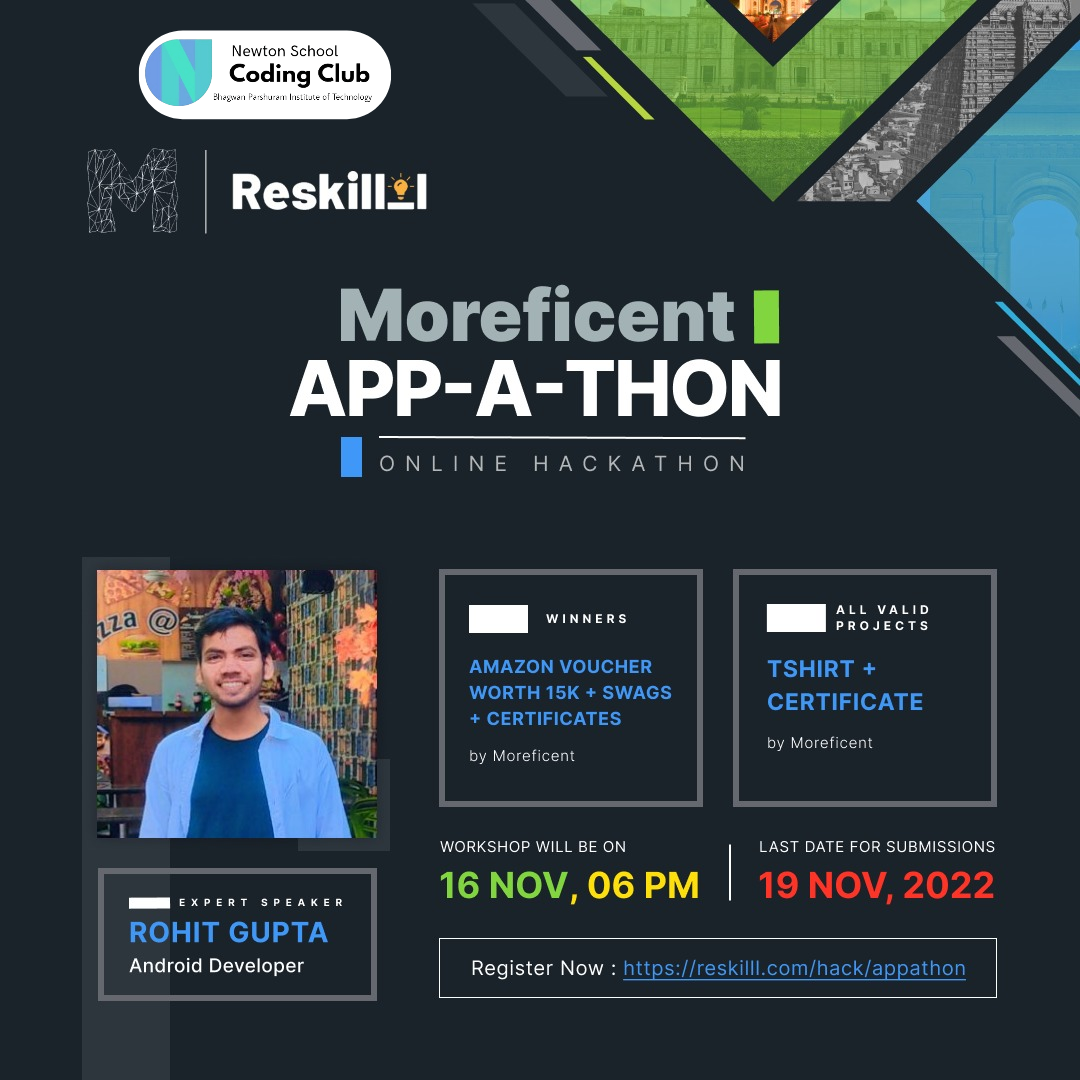 Newton School
Coding Club
Bhagwan Parshuram Institute of Technology
M
Reskilll
Moreficent
APP-A-THON
ONLINE HACKATHON
zza @
WINNERS
AMAZON VOUCHER
WORTH 15K + SWAGS
+ CERTIFICATES
by Moreficent
ALL VALID
PROJECTS
TSHIRT +
CERTIFICATE
by Moreficent
WORKSHOP WILL BE ON
16 NOV, 06 PM
LAST DATE FOR SUBMISSIONS
19 NOV, 2022
EXPERT SPEAKER
ROHIT GUPTA
Android Developer
Register Now : https://reskilll.com/hack/appathon